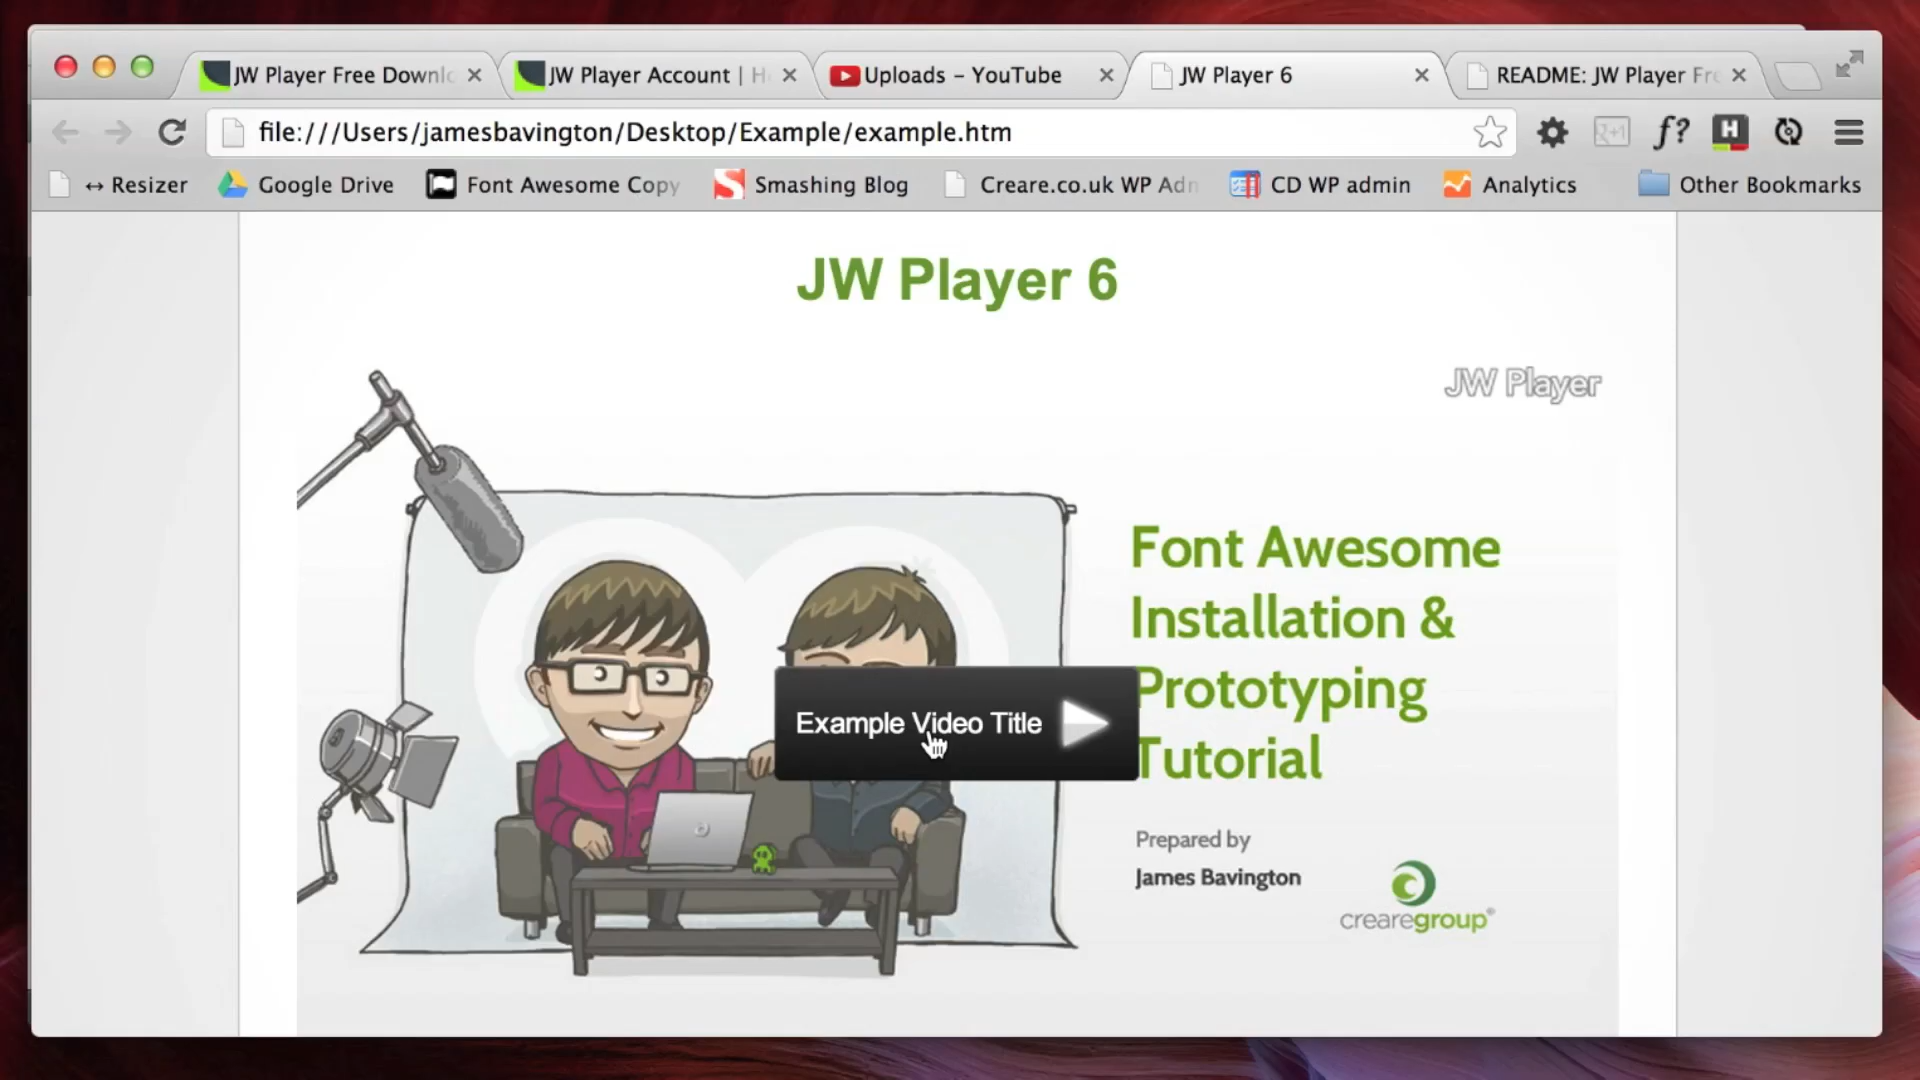 JW Player Free Downlo
JW Player Account | H
Uploads - YouTube
JW Player 6
README: JW Player Fre
file:///Users/jamesbavington/Desktop/Example/example.htm
g+1
f?
H
↔ Resizer
Google Drive
Font Awesome Copy
Smashing Blog
Creare.co.uk WP Adn
CD WP admin
Analytics
Other Bookmarks
JW Player 6
JW Player
Font Awesome
Installation &
Prototyping
Tutorial
Example Video Title
Prepared by
James Bavington
crearegroup®